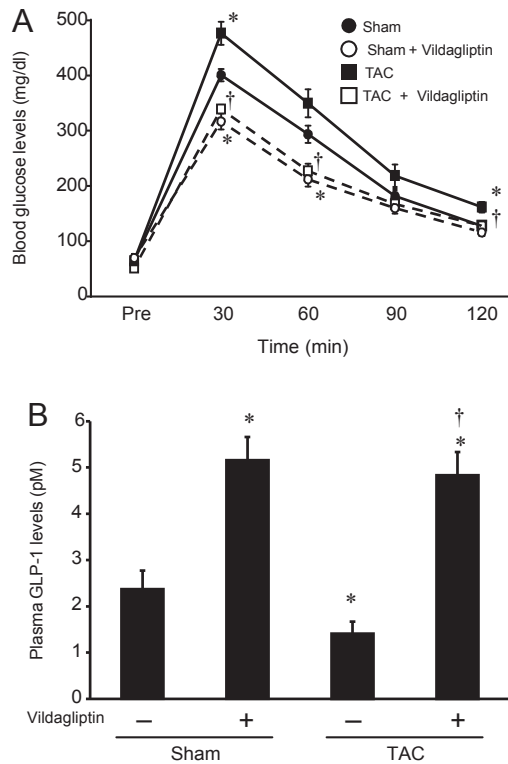 A
Blood glucose levels (mg/dl)
500
400
300
200
100
0
Pre 30 60 90 120
Time (min)
Sham
Sham + Vildagliptin
TAC
TAC + Vildagliptin
*
†
*
†
*
*
†
B
Plasma GLP-1 levels (pM)
6
5
4
3
2
1
0
*
*
†
*
Vildagliptin – + – +
Sham TAC